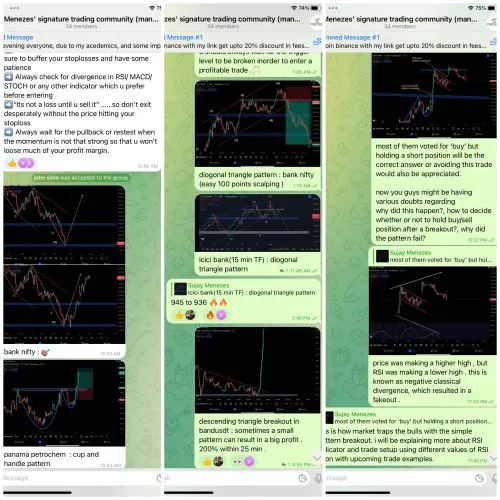 Menezes' signature trading community (man...
34 members
Message #1
evening everyone, due to my acedemics, and some imp
sure to buffer your stoplosses and have some
patience
➡️ Always check for divergence in RSI/ MACD/
STOCH or any other indicator which u prefer
before entering
➡️ "Its not a loss until u sell it" ......so don't exit
desperately without the price hitting your
stoploss
➡️ Always wait for the pullback or restest when
the momentum is not that strong so that u won't
loose much of your profit margin.
12:46 AM
john silva was accepted to the group
bank nifty : 🎯
10:50 AM
panama petrochem : cup and
handle pattern
10:53 AM
Message
74%
Menezes' signature trading community (man...
34 members
Pinned Message #1
nance with my link get upto 20% discount in fees...
level to be broken inorder to enter a
profitable trade
1:05 AM
diogonal triangle pattern : bank nifty
(easy 100 points scalping )
1:10 AM
Icici bank(15 min TF) : diogonal
triangle pattern
1 11:46 AM
Sujay Menezes
Icici bank(15 min TF) : diogonal triangle pattern
945 to 936 🔥🔥
2:40 PM
descending triangle breakout in
bandusdt : sometimes a small
pattern can result in a big profit .
200% within 25 min .
Message
71%
Menezes' signature trading community (man...
34 members
nned Message #1
oin binance with my link get upto 20% discount in fees...
most of them voted for 'buy' but
holding a short position will be the
correct answer or avoiding this trade
would also be appreciated.
now you guys might be having
various doubts regarding
why did this happen?, how to decide
whether or not to hold buy/sell
position after a breakout?, why did
the pattern fail?
11:27 PM
Sujay Menezes
most of them voted for 'buy' but hol...
price was making a higher high , but
RSI was making a lower high . this is
known as negative classical
divergence, which resulted in a
fakeout .
11:54 PM
Sujay Menezes
most of them voted for 'buy' but holding a short position
s is how market traps the bulls with the simple
ttern breakout. i will be explaining more about RSI
dicator and trade setup using different values of RSI
on with upcoming trade examples.
Message